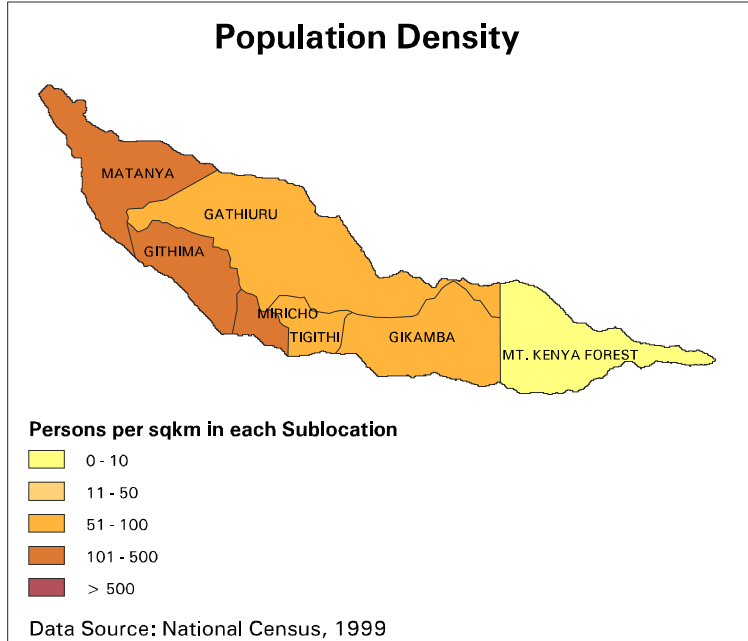 Population Density
MATANYA
GATHIURU
GITHIMA
MIRICHO
TIGITHI
GIKAMBA
MT. KENYA FOREST
Persons per sqkm in each Sublocation
0 - 10
11 - 50
51 - 100
101 - 500
> 500
Data Source: National Census, 1999